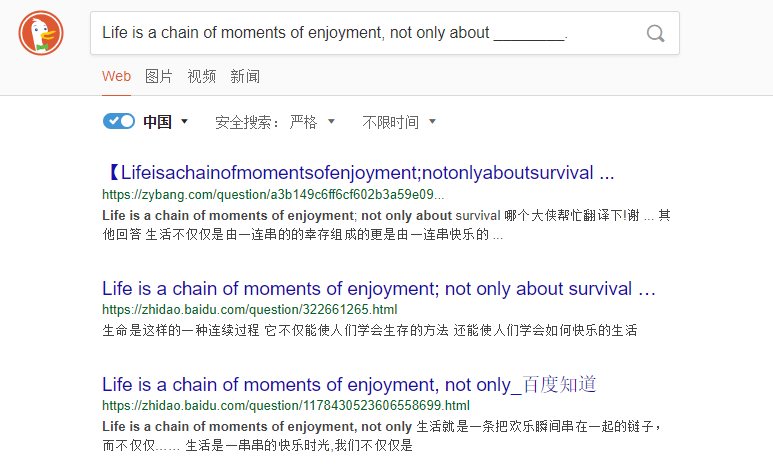 Life is a chain of moments of enjoyment, not only about _________.
Web 图片 视频 新闻
中国 安全搜索： 严格 不限时间
【Lifeisachainofmomentsofenjoyment;notonlyaboutsurvival ...
https://zybang.com/question/a3b149c6ff6cf602b3a59e09...
Life is a chain of moments of enjoyment; not only about survival 哪个大侠帮忙翻译下!谢 ... 其
他回答 生活不仅仅是由一连串的的幸存组成的更是由一连串快乐的 ...
Life is a chain of moments of enjoyment; not only about survival …
https://zhidao.baidu.com/question/322661265.html
生命是这样的一种连续过程 它不仅能使人们学会生存的方法 还能使人们学会如何快乐的生活
Life is a chain of moments of enjoyment, not only_百度知道
https://zhidao.baidu.com/question/1178430523606558699.html
Life is a chain of moments of enjoyment, not only 生活就是一条把欢乐瞬间串在一起的链子，
而不仅仅…… 生活是一串串的快乐时光,我们不仅仅是